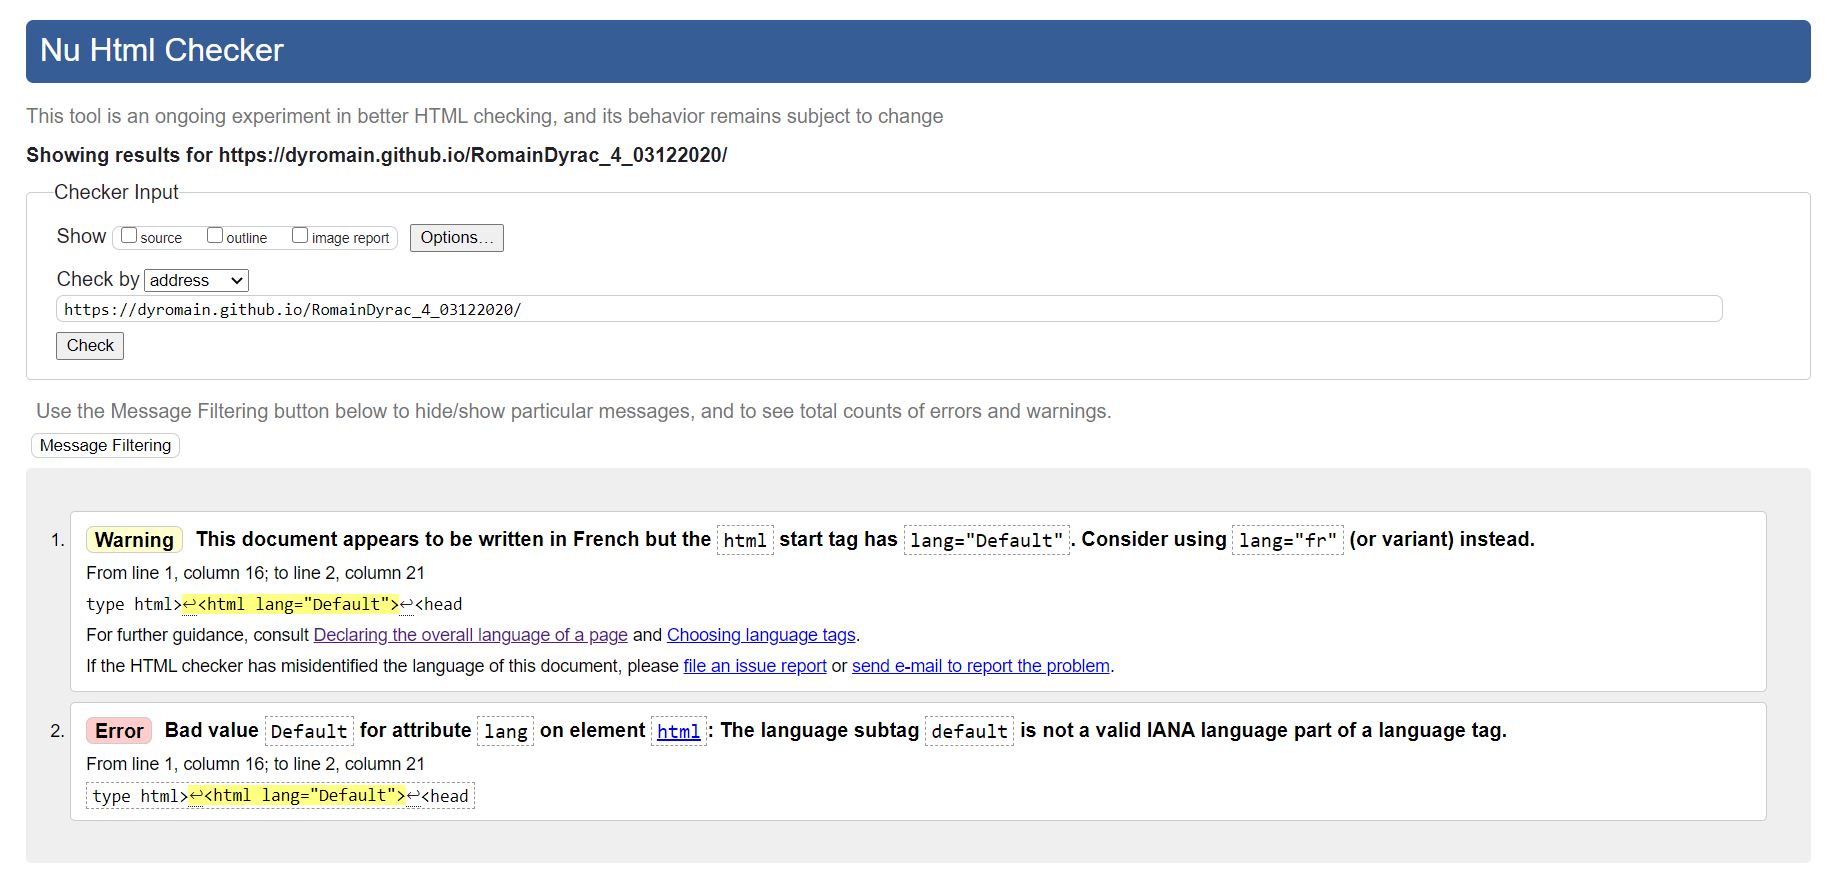 Nu Html Checker
This tool is an ongoing experiment in better HTML checking, and its behavior remains subject to change
Showing results for https://dyromain.github.io/RomainDyrac_4_03122020/
Checker Input
Show source outline image report Options...
Check by address
https://dyromain.github.io/RomainDyrac_4_03122020/
Check
Use the Message Filtering button below to hide/show particular messages, and to see total counts of errors and warnings.
Message Filtering
1. Warning This document appears to be written in French but the html start tag has lang="Default". Consider using lang="fr" (or variant) instead.
From line 1, column 16; to line 2, column 21
type html>↩<html lang="Default">↩<head
For further guidance, consult Declaring the overall language of a page and Choosing language tags.
If the HTML checker has misidentified the language of this document, please file an issue report or send e-mail to report the problem.
2. Error Bad value Default for attribute lang on element html: The language subtag default is not a valid IANA language part of a language tag.
From line 1, column 16; to line 2, column 21
type html>↩<html lang="Default">↩<head